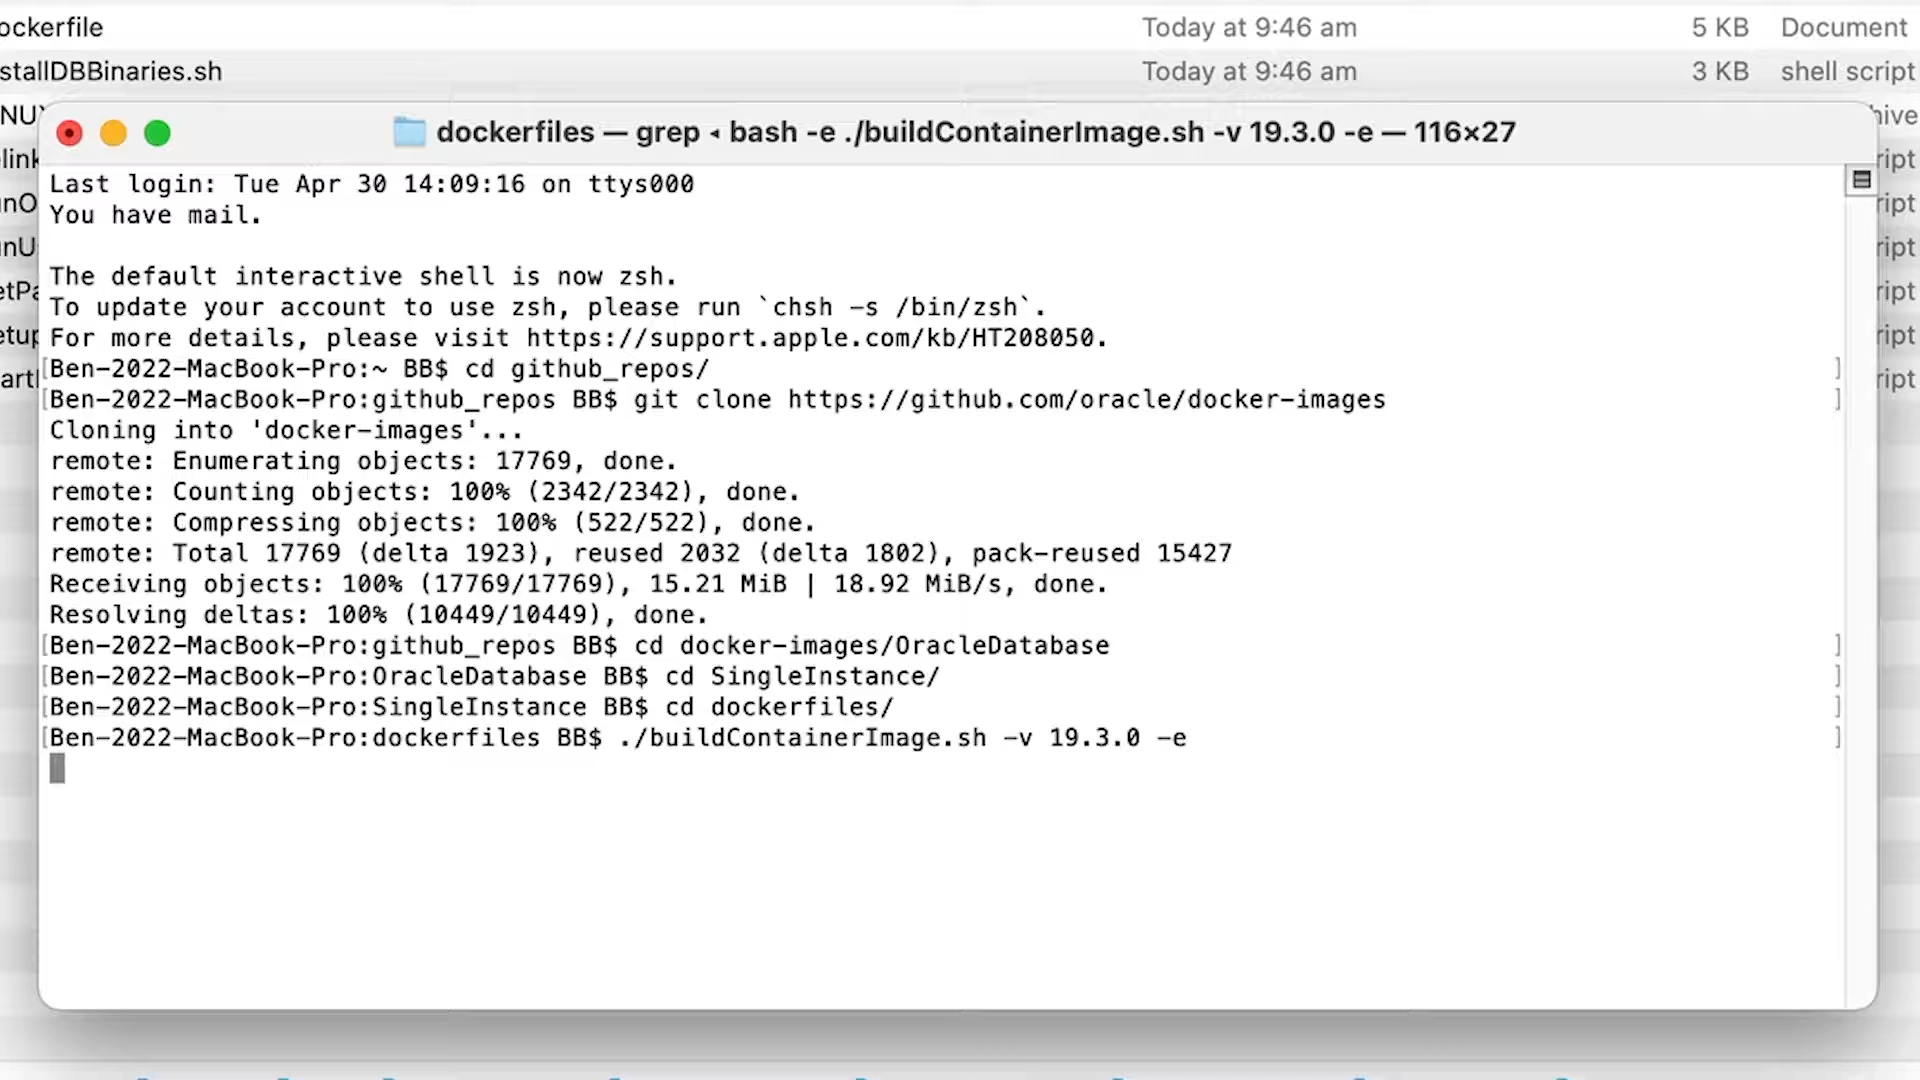 ockerfile Today at 9:46 am 5 KB Document
stallDBBinaries.sh Today at 9:46 am 3 KB shell script
dockerfiles — grep ◂ bash -e ./buildContainerImage.sh -v 19.3.0 -e — 116×27
Last login: Tue Apr 30 14:09:16 on ttys000
You have mail.
The default interactive shell is now zsh.
To update your account to use zsh, please run `chsh -s /bin/zsh`.
For more details, please visit https://support.apple.com/kb/HT208050.
[Ben-2022-MacBook-Pro:~ BB$ cd github_repos/ ]
[Ben-2022-MacBook-Pro:github_repos BB$ git clone https://github.com/oracle/docker-images ]
Cloning into 'docker-images'...
remote: Enumerating objects: 17769, done.
remote: Counting objects: 100% (2342/2342), done.
remote: Compressing objects: 100% (522/522), done.
remote: Total 17769 (delta 1923), reused 2032 (delta 1802), pack-reused 15427
Receiving objects: 100% (17769/17769), 15.21 MiB | 18.92 MiB/s, done.
Resolving deltas: 100% (10449/10449), done.
[Ben-2022-MacBook-Pro:github_repos BB$ cd docker-images/OracleDatabase ]
[Ben-2022-MacBook-Pro:OracleDatabase BB$ cd SingleInstance/ ]
[Ben-2022-MacBook-Pro:SingleInstance BB$ cd dockerfiles/ ]
[Ben-2022-MacBook-Pro:dockerfiles BB$ ./buildContainerImage.sh -v 19.3.0 -e ]